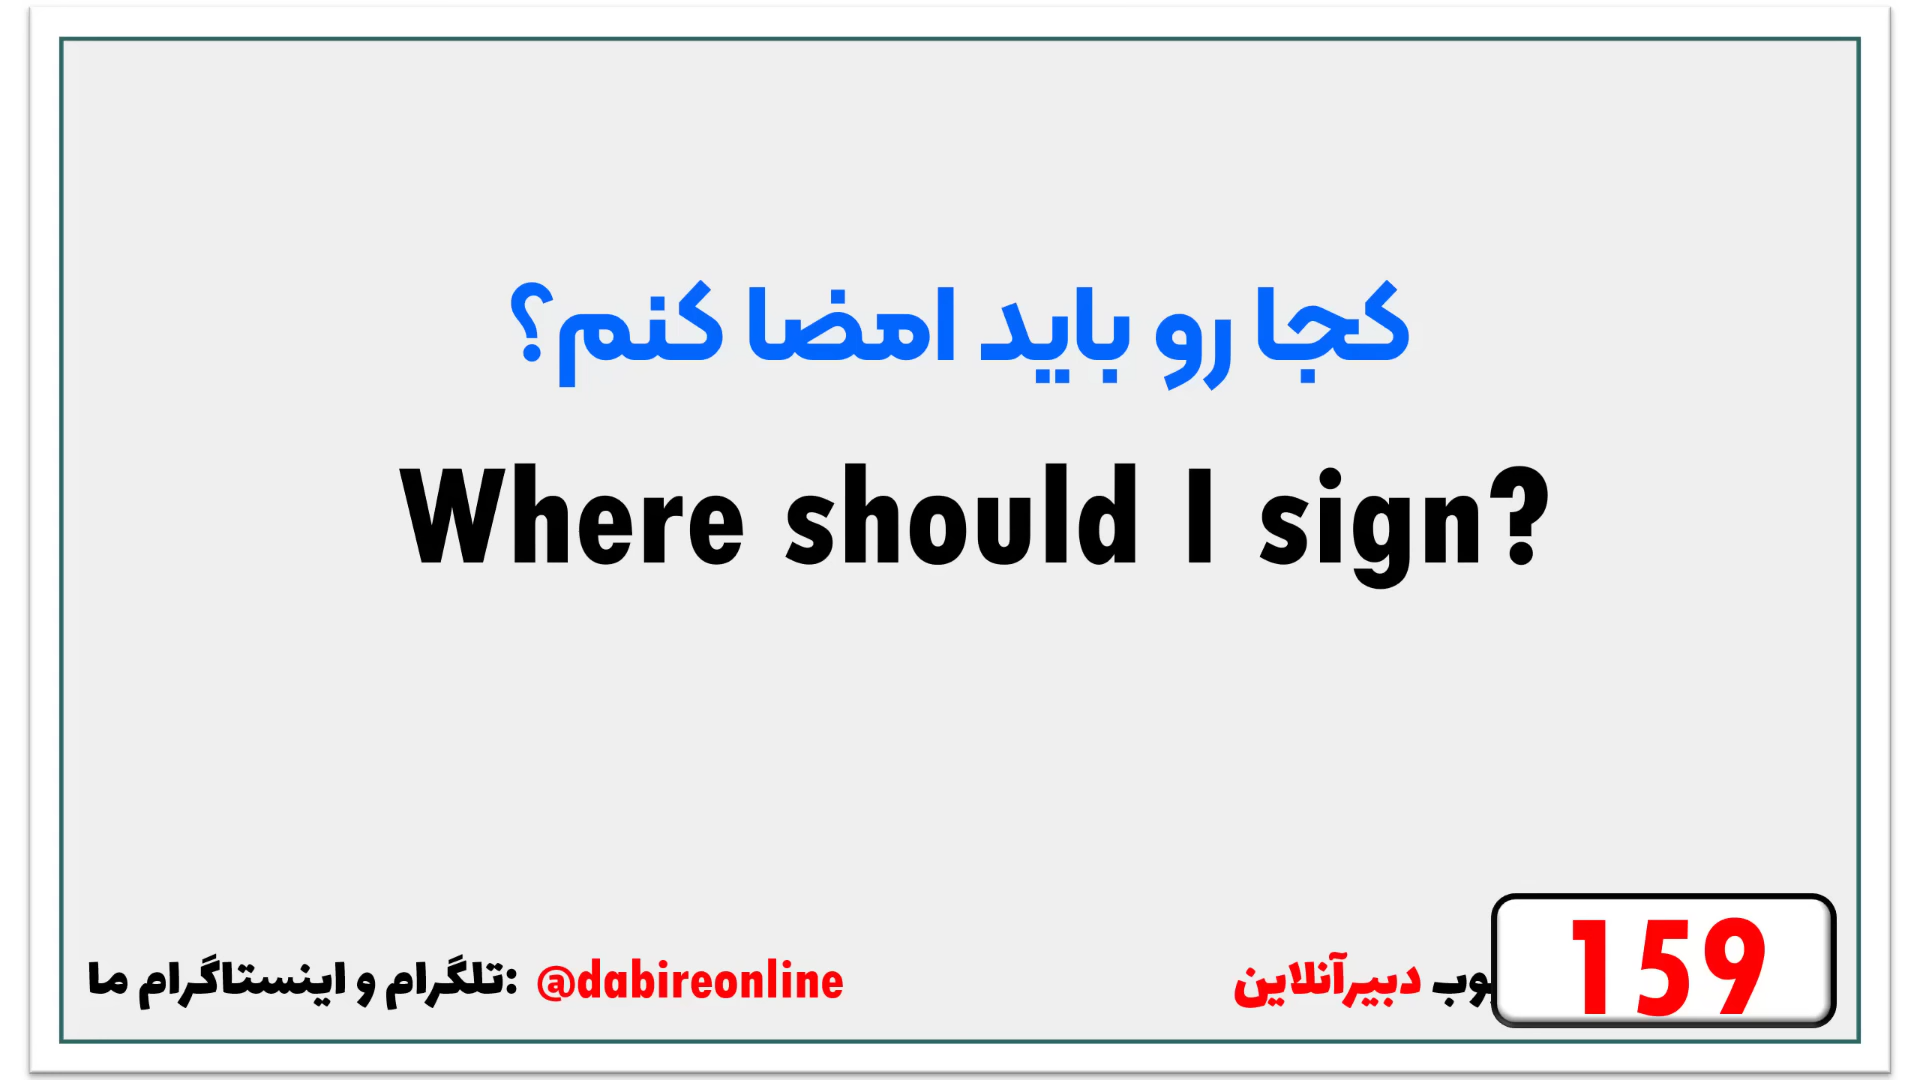 کجا رو باید امضا کنم؟
Where should I sign?
تلگرام و اینستاگرام ما: @dabireonline
دبیرآنلاین
159